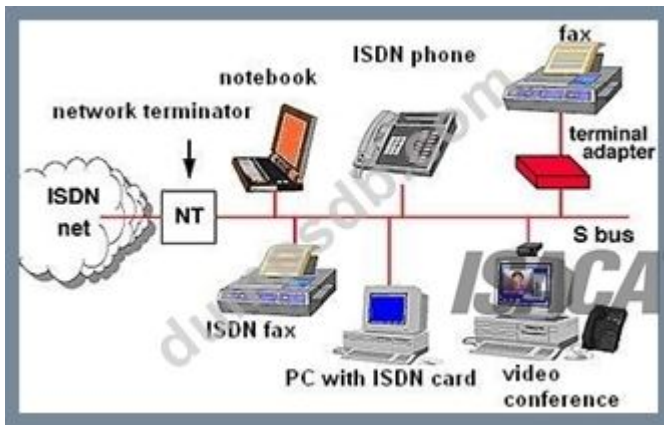 fax
ISDN phone
notebook
network terminator
terminal
adapter
ISDN
net
NT
S bus
ISACA
ISDN fax
PC with ISDN card
video
conference